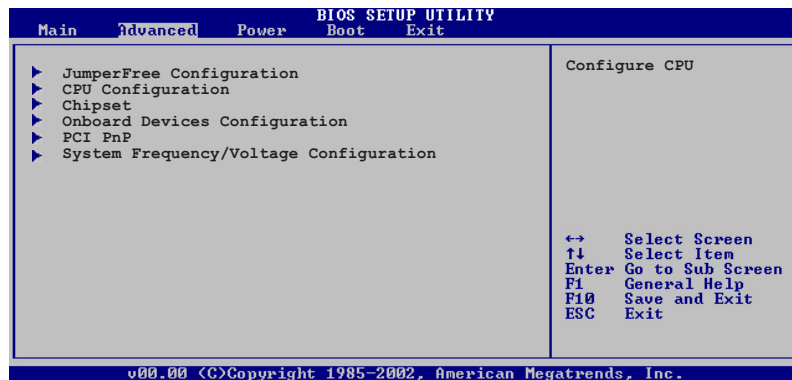 BIOS SETUP UTILITY
Main Advanced Power Boot Exit
JumperFree Configuration
CPU Configuration
Chipset
Onboard Devices Configuration
PCI PnP
System Frequency/Voltage Configuration
Configure CPU
←→ Select Screen
↑↓ Select Item
Enter Go to Sub Screen
F1 General Help
F10 Save and Exit
ESC Exit
v00.00 (C)Copyright 1985-2002, American Megatrends, Inc.